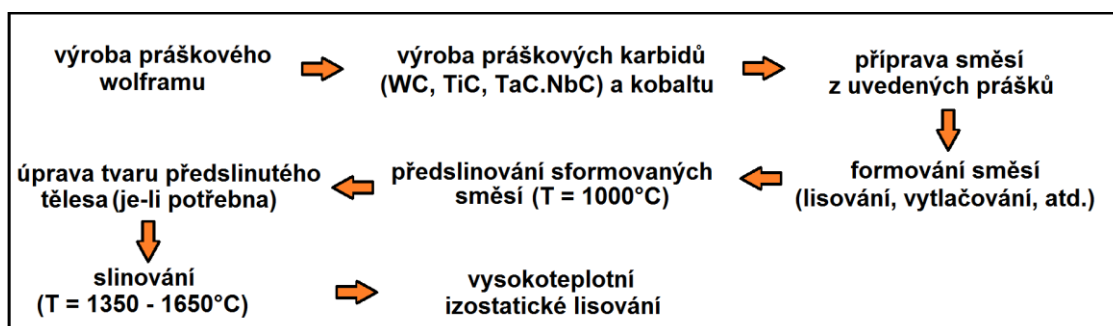 výroba práškového
wolframu
výroba práškových karbidů
(WC, TiC, TaC.NbC) a kobaltu
příprava směsí
z uvedených prášků
formování směsí
(lisování, vytlačování, atd.)
předslinování sformovaných
směsí (T = 1000°C)
úprava tvaru předslinutého
tělesa (je-li potřebna)
slinování
(T = 1350 - 1650°C)
vysokoteplotní
izostatické lisování